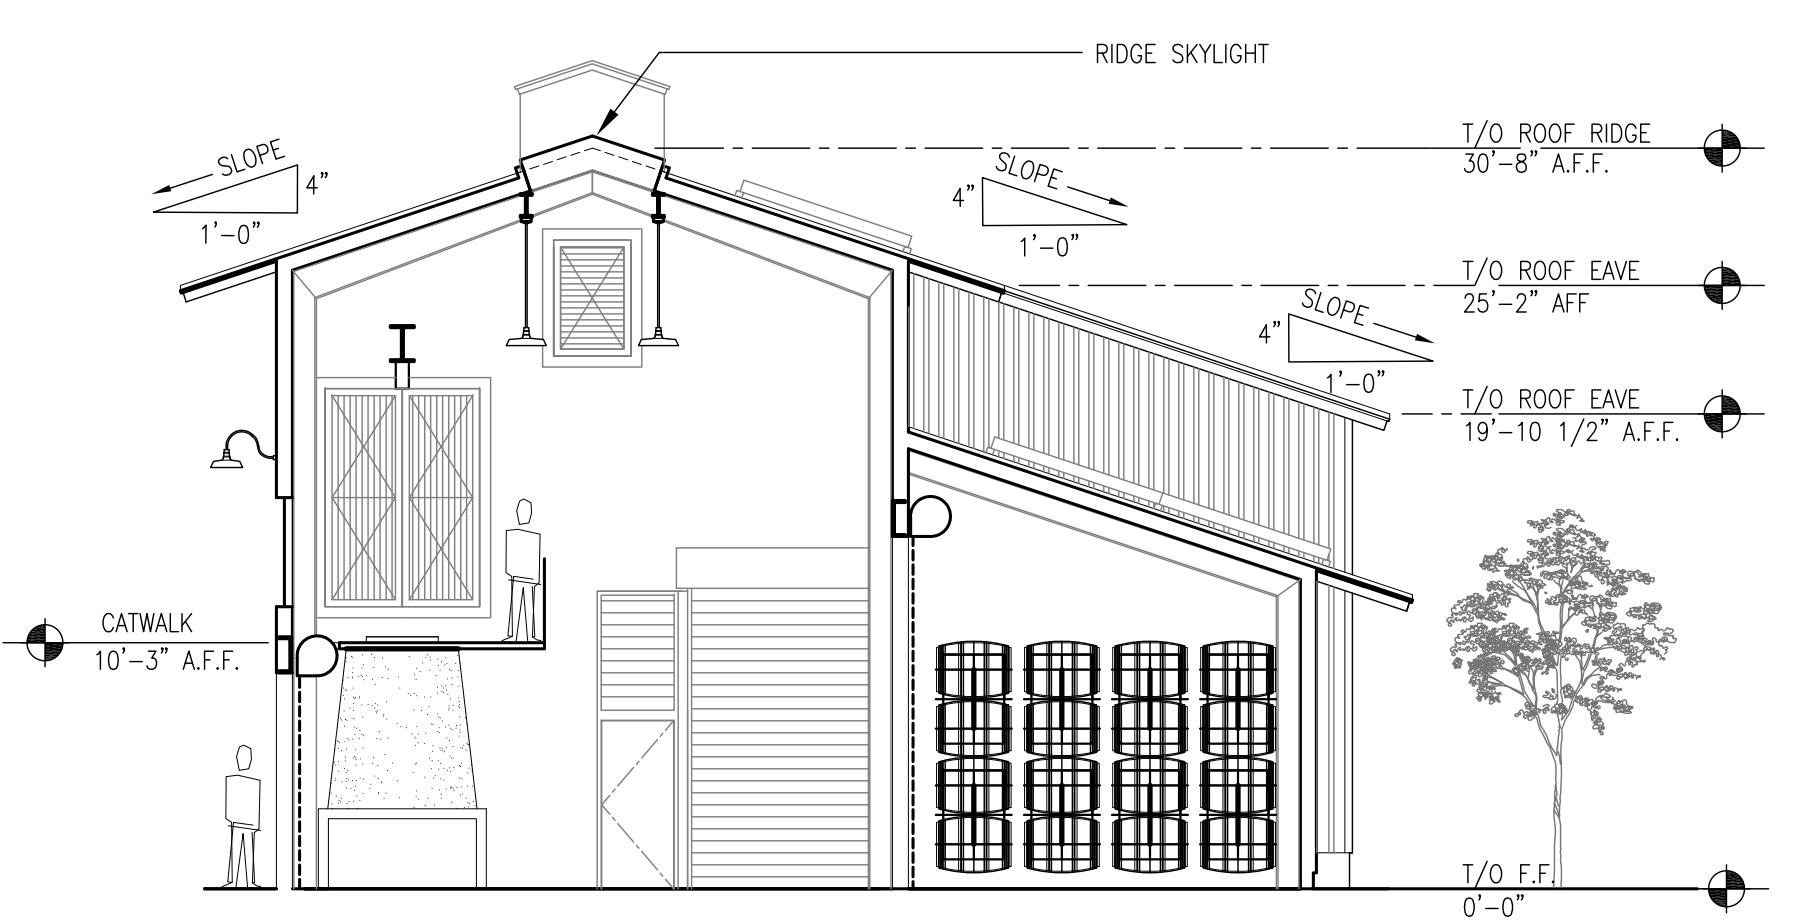 RIDGE SKYLIGHT
T/O ROOF RIDGE
30'-8" A.F.F.
SLOPE
4"
1'-0"
SLOPE
4"
1'-0"
T/O ROOF EAVE
25'-2" AFF
SLOPE
4"
1'-0"
T/O ROOF EAVE
19'-10 1/2" A.F.F.
CATWALK
10'-3" A.F.F.
T/O F.F.
0'-0"